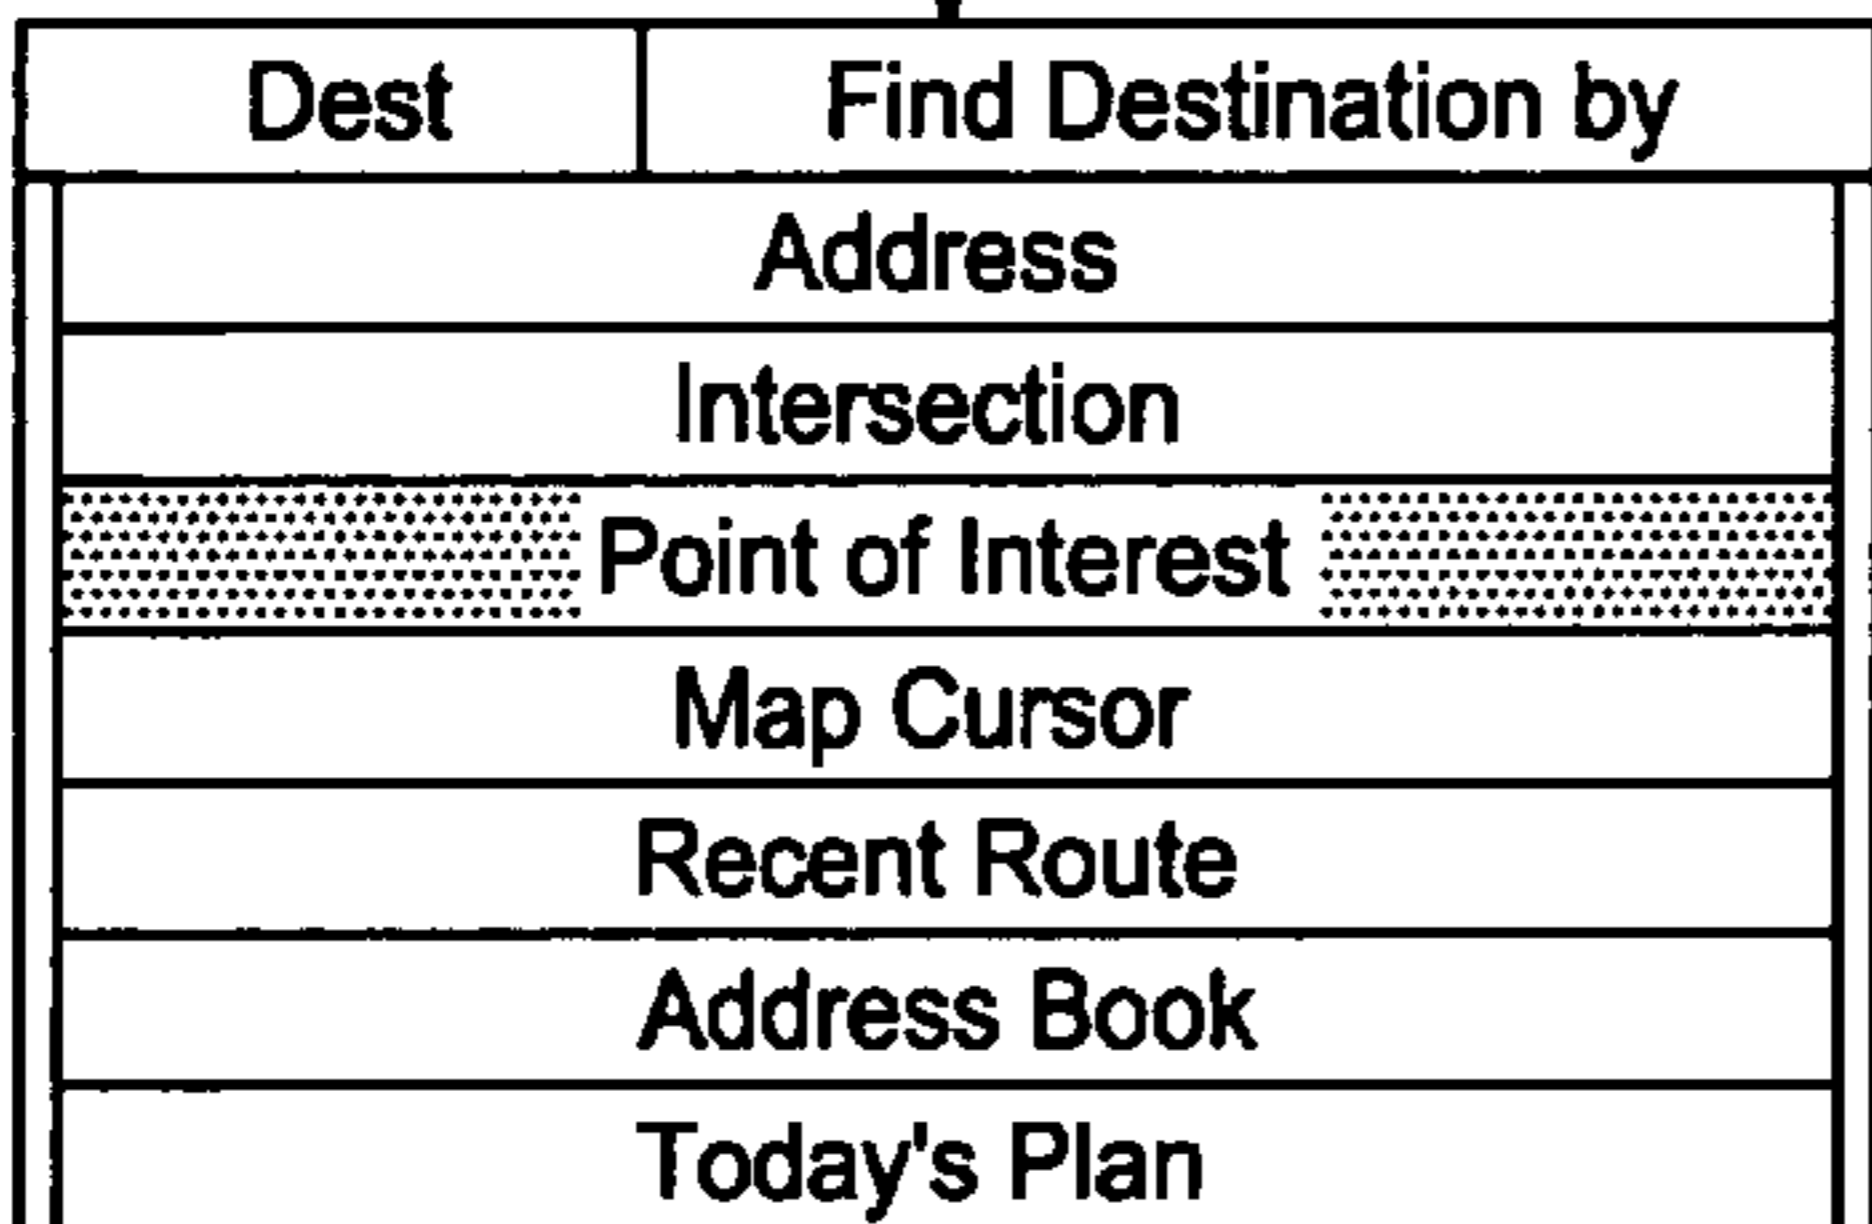 Dest Find Destination by
Address
Intersection
Point of Interest
Map Cursor
Recent Route
Address Book
Today's Plan